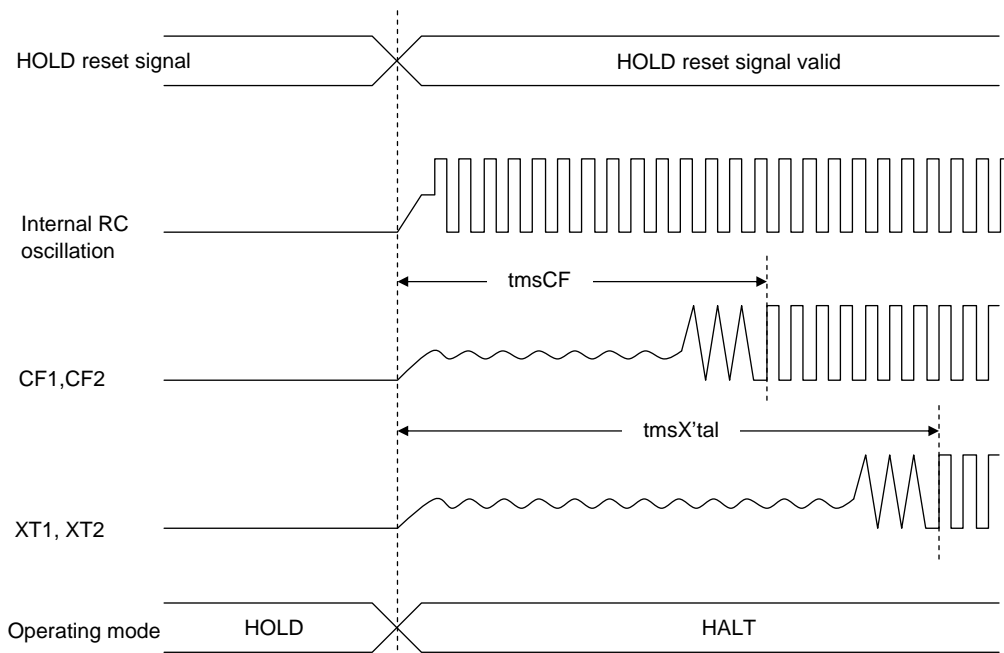 HOLD reset signal
HOLD reset signal valid
Internal RC
oscillation
tmsCF
CF1,CF2
tmsX'tal
XT1, XT2
Operating mode
HOLD
HALT